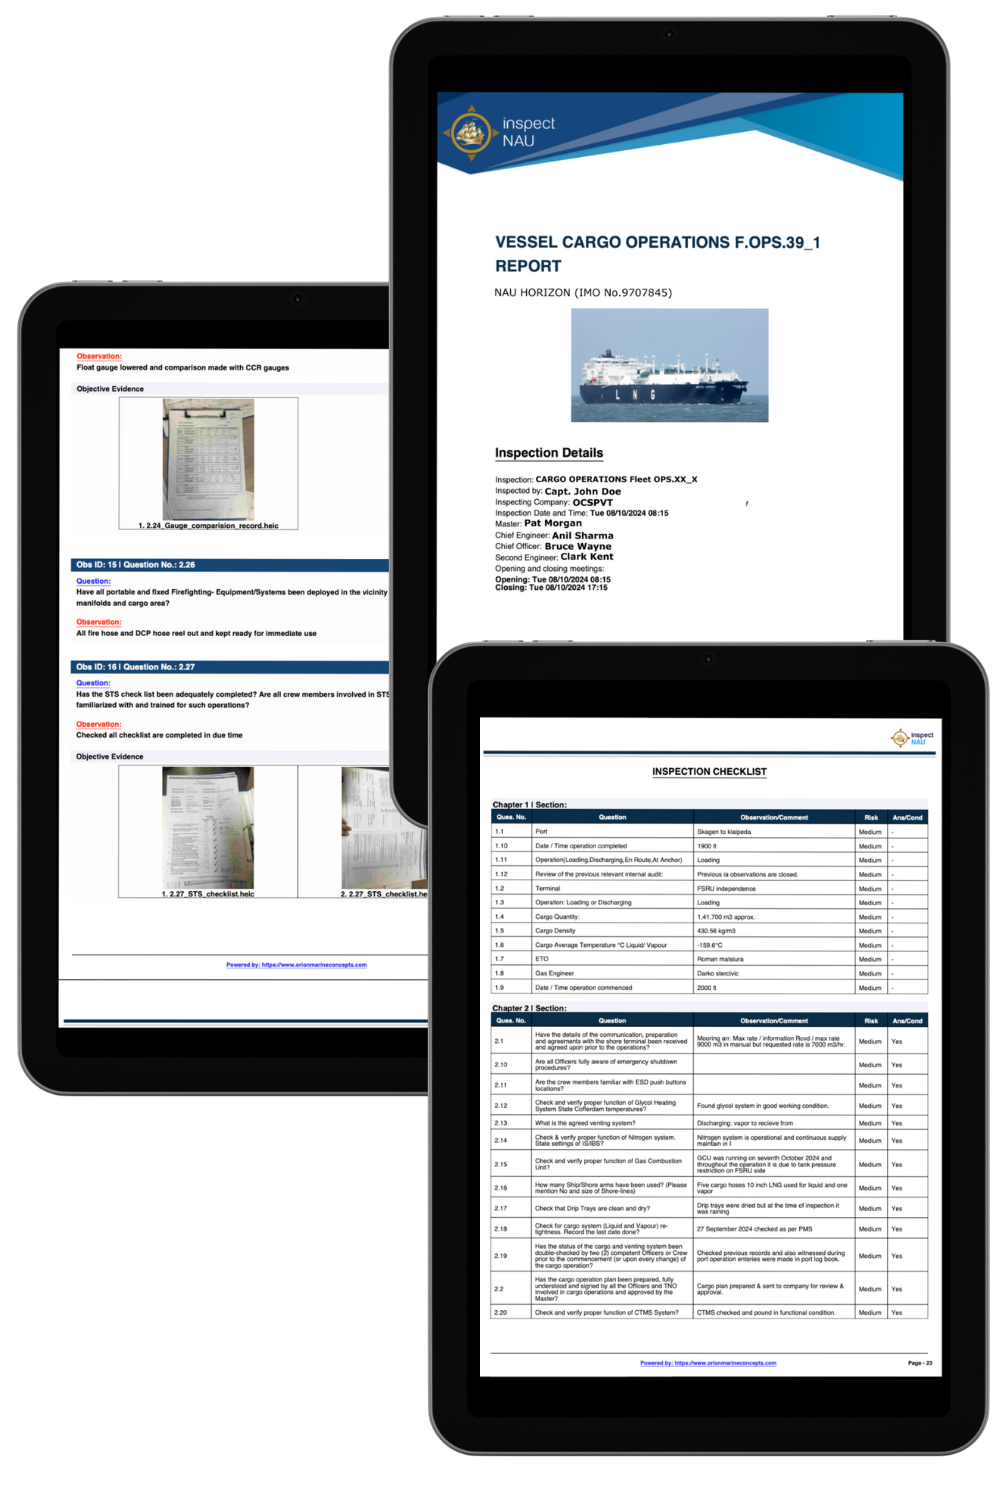 inspect
NAU
VESSEL CARGO OPERATIONS F.OPS.39_1
REPORT
NAU HORIZON (IMO No.9707845)
L N G
Inspection Details
Inspection: CARGO OPERATIONS Fleet OPS.XX_X
Inspected by: Capt. John Doe
Inspecting Company: OCSPVT
Inspection Date and Time: Tue 08/10/2024 08:15
Master: Pat Morgan
Chief Engineer: Anil Sharma
Chief Officer: Bruce Wayne
Second Engineer: Clark Kent
Opening and closing meetings:
Opening: Tue 08/10/2024 08:15
Closing: Tue 08/10/2024 17:15
Observation:
Float gauge lowered and comparison made with CCR gauges
Objective Evidence
1. 2.24_Gauge_comparision_record.heic
Obs ID: 15 | Question No.: 2.26
Question:
Have all portable and fixed Firefighting- Equipment/Systems been deployed in the vicinity
manifolds and cargo area?
Observation:
All fire hose and DCP hose reel out and kept ready for immediate use
Obs ID: 16 | Question No.: 2.27
Question:
Has the STS check list been adequately completed? Are all crew members involved in STS
familiarized with and trained for such operations?
Observation:
Checked all checklist are completed in due time
Objective Evidence
1. 2.27_STS_checklist.heic
2. 2.27_STS_checklist.he
Powered by: https://www.orionmarineconcepts.com
inspect
NAU
INSPECTION CHECKLIST
Chapter 1 | Section:
Ques. No. Question Observation/Comment Risk Ans/Cond
1.1 Port Skagen to klaipeda Medium -
1.10 Date / Time operation completed 1900 lt Medium -
1.11 Operation(Loading,Discharging,En Route,At Anchor) Loading Medium -
1.12 Review of the previous relevant internal audit: Previous ia observations are closed. Medium -
1.2 Terminal FSRU independence Medium -
1.3 Operation: Loading or Discharging Loading Medium -
1.4 Cargo Quantity: 1,41,700 m3 approx. Medium -
1.5 Cargo Density 430.56 kg/m3 Medium -
1.6 Cargo Average Temperature °C Liquid/ Vapour -159.6°C Medium -
1.7 ETO Roman matsiura Medium -
1.8 Gas Engineer Darko stercivic Medium -
1.9 Date / Time operation commenced 2000 lt Medium -
Chapter 2 | Section:
Ques. No. Question Observation/Comment Risk Ans/Cond
Have the details of the communication, preparation
2.1 and agreements with the shore terminal been received Mooring arr. Max rate / information Rcvd / max rate Medium Yes
and agreed upon prior to the operations? 9000 m3 in manual but requested rate is 7000 m3/hr.
2.10 Are all Officers fully aware of emergency shutdown Medium Yes
procedures?
2.11 Are the crew members familiar with ESD push buttons Medium Yes
locations?
2.12 Check and verify proper function of Glycol Heating Found glycol system in good working condition. Medium Yes
System State Cofferdam temperatures?
2.13 What is the agreed venting system? Discharging: vapor to recieve from Medium Yes
2.14 Check & verify proper function of Nitrogen system. Nitrogen system is operational and continuous supply Medium Yes
State settings of IS/IBS? maintain in I
2.15 Check and verify proper function of Gas Combustion GCU was running on seventh October 2024 and Medium Yes
Unit? throughout the operation it is due to tank pressure
restriction on FSRU side
2.16 How many Ship/Shore arms have been used? (Please Five cargo hoses 10 inch LNG used for liquid and one Medium Yes
mention No and size of Shore-lines) vapor
2.17 Check that Drip Trays are clean and dry? Drip trays were dried but at the time of inspection it Medium Yes
was raining
2.18 Check for cargo system (Liquid and Vapour) re- 27 September 2024 checked as per PMS Medium Yes
tightness. Record the last date done?
Has the status of the cargo and venting system been
2.19 double-checked by two (2) competent Officers or Crew Checked previous records and also witnessed during Medium Yes
prior to the commencement (or upon every change) of port operation enteries were made in port log book.
the cargo operation?
Has the cargo operation plan been prepared, fully
2.2 understood and signed by all the Officers and TNO Cargo plan prepared & sent to company for review & Medium Yes
involved in cargo operations and approved by the approval.
Master?
2.20 Check and verify proper function of CTMS System? CTMS checked and pound in functional condition. Medium Yes
Powered by: https://www.orionmarineconcepts.com
Page - 23